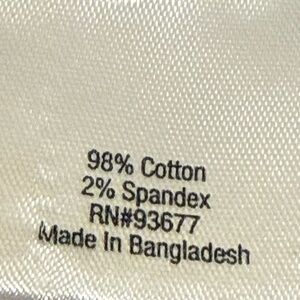 98% Cotton
2% Spandex
RN#93677
Made In Bangladesh